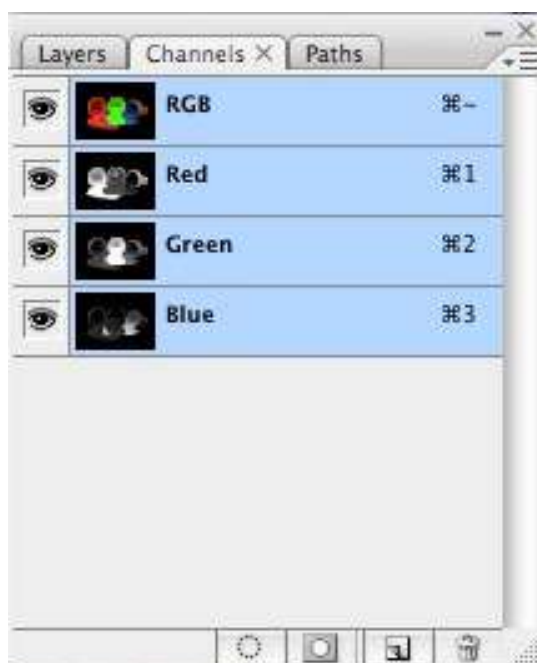 Layers Channels × Paths
RGB ⌘~
Red ⌘1
Green ⌘2
Blue ⌘3